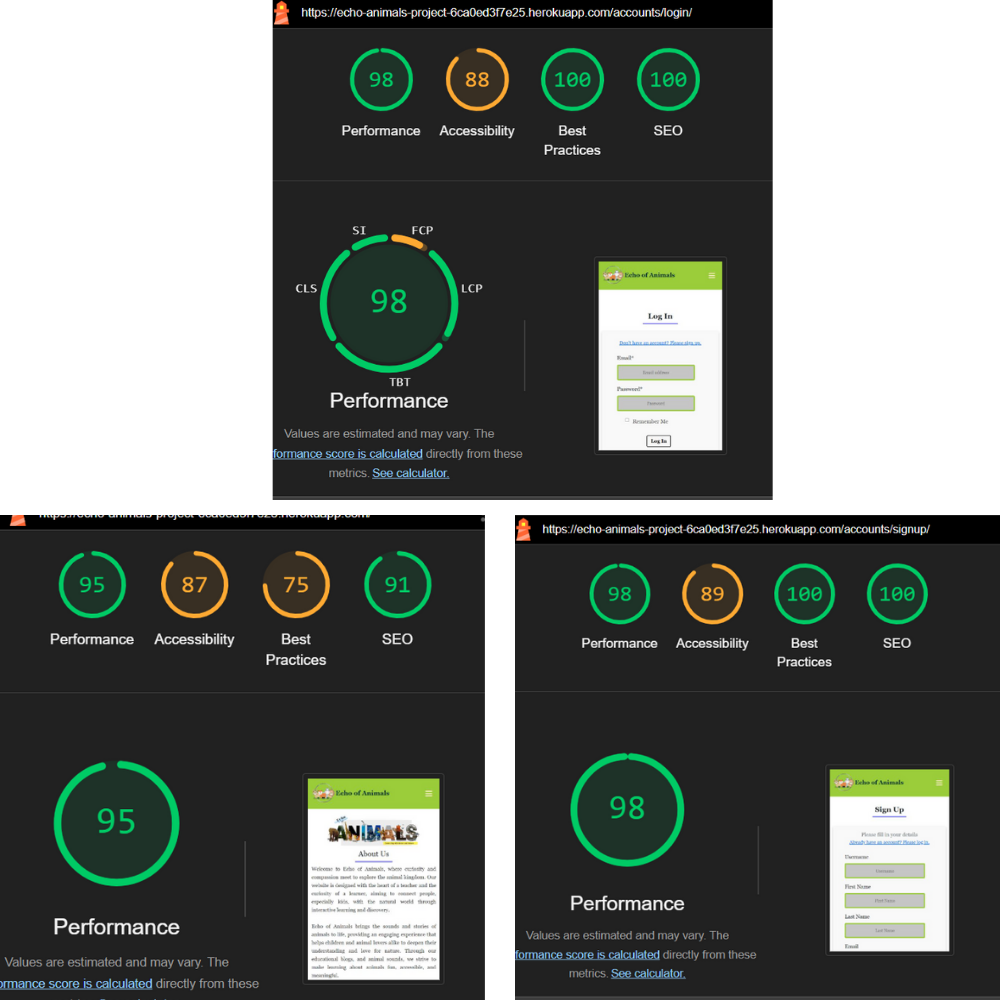 https://echo-animals-project-6ca0ed3f7e25.herokuapp.com/accounts/login/
98
88
100
100
Performance
Accessibility
Best
Practices
SEO
SI
FCP
CLS
LCP
98
TBT
Performance
Values are estimated and may vary. The
formance score is calculated directly from these
metrics. See calculator.
Echo of Animals
Log In
Don't have an account? Please sign up.
Email*
Email address
Password*
Password
Remember Me
Log In
https://echo-animals-project-6ca0ed3f7e25.herokuapp.com/
95
87
75
91
Performance
Accessibility
Best
Practices
SEO
95
Performance
Values are estimated and may vary. The
ormance score is calculated directly from these
Echo of Animals
ANIMALS
About Us
Welcome to Echo of Animals, where curiosity and
compassion meet to explore the animal kingdom. Our
website is designed with the heart of a teacher and the
curiosity of a learner, aiming to connect people,
especially kids, with the natural world through
interactive learning and discovery.
Echo of Animals brings the sounds and stories of
animals to life, providing an engaging experience that
helps children and animal lovers alike to deepen their
understanding and love for nature. Through our
educational blogs, and animal sounds, we strive to
make learning about animals fun, accessible, and
meaningful.
https://echo-animals-project-6ca0ed3f7e25.herokuapp.com/accounts/signup/
98
89
100
100
Performance
Accessibility
Best
Practices
SEO
98
Performance
Values are estimated and may vary. The
formance score is calculated directly from these
metrics. See calculator.
Echo of Animals
Sign Up
Please fill in your details
Already have an account? Please log in.
Username
Username
First Name
First Name
Last Name
Last Name
Email